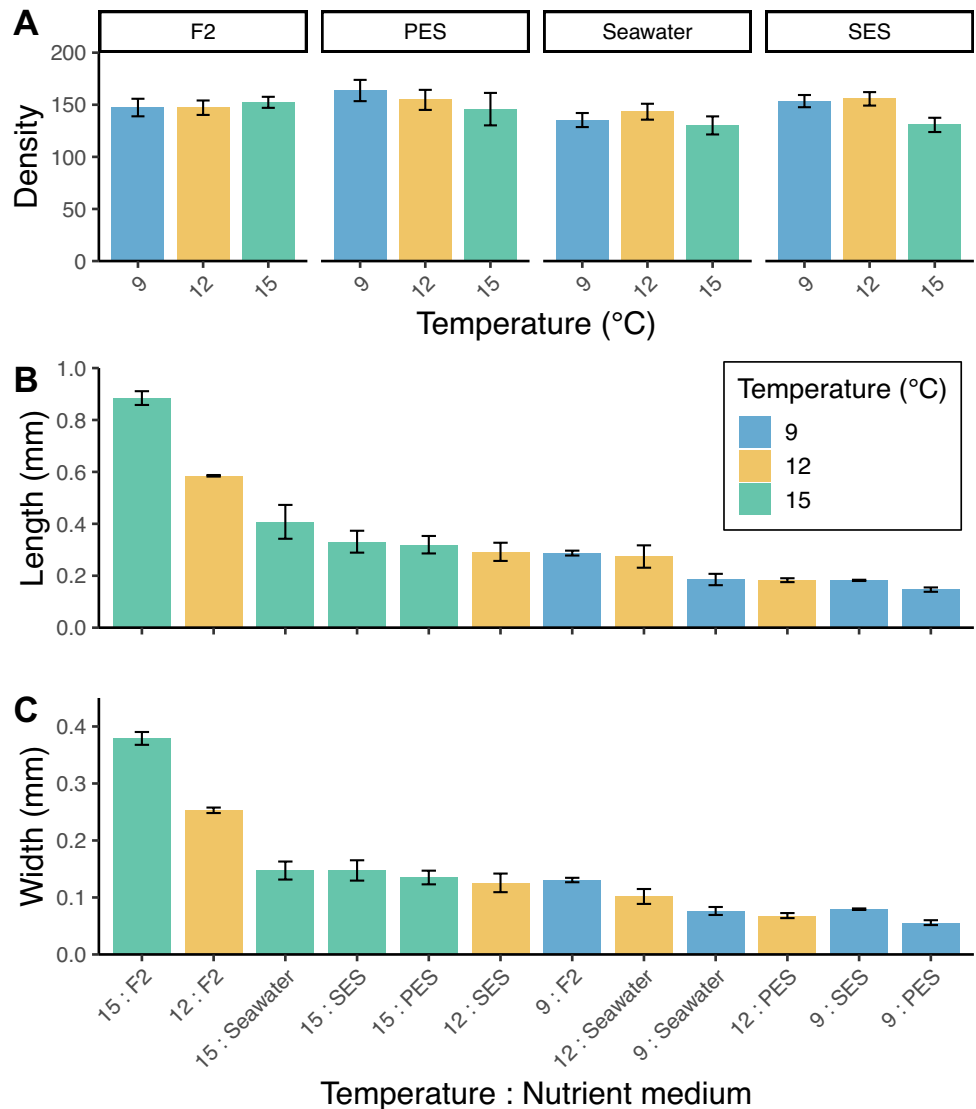 A
F2 PES Seawater SES
200
150
100
50
0
Density
9 12 15 9 12 15 9 12 15 9 12 15
Temperature (°C)
B
1.0
0.8
0.6
0.4
0.2
0.0
Length (mm)
Temperature (°C)
9
12
15
C
0.4
0.3
0.2
0.1
0.0
Width (mm)
15 : F2
12 : F2
15 : Seawater
15 : SES
15 : PES
12 : SES
9 : F2
12 : Seawater
9 : Seawater
12 : PES
9 : SES
9 : PES
Temperature : Nutrient medium